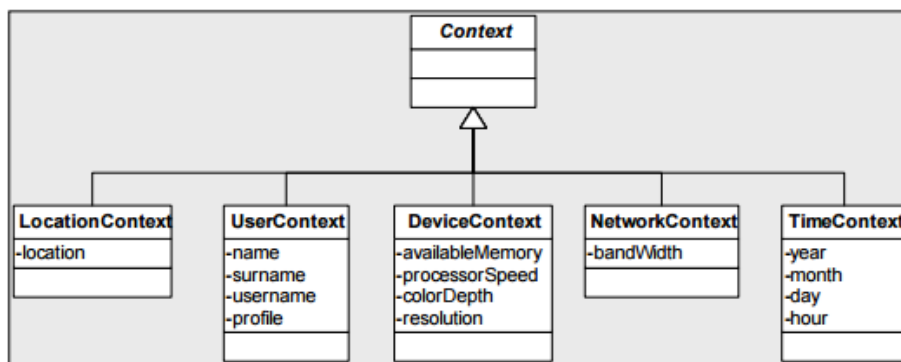 Context
LocationContext
-location
UserContext
-name
-surname
-username
-profile
DeviceContext
-availableMemory
-processorSpeed
-colorDepth
-resolution
NetworkContext
-bandWidth
TimeContext
-year
-month
-day
-hour